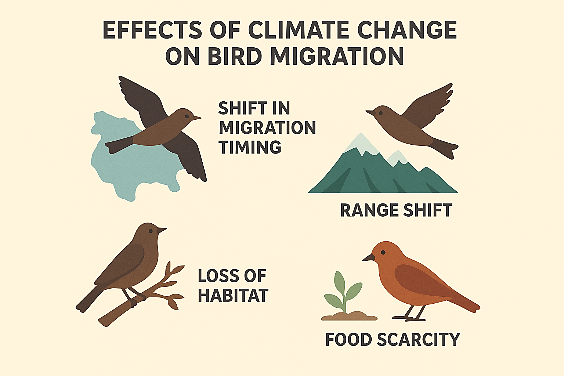 EFFECTS OF CLIMATE CHANGE
ON BIRD MIGRATION
SHIFT IN
MIGRATION
TIMING
RANGE SHIFT
LOSS OF
HABITAT
FOOD SCARCITY